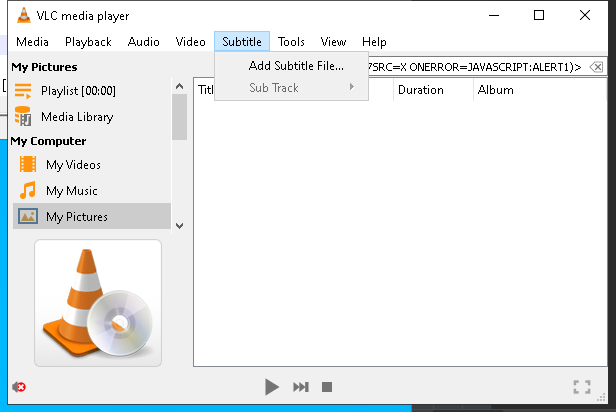 VLC media player
Media Playback Audio Video Subtitle Tools View Help
My Pictures
Add Subtitle File...
7SRC=X ONERROR=JAVASCRIPT:ALERT1)>
Playlist [00:00]
Sub Track
Titl
Duration
Album
Media Library
My Computer
My Videos
My Music
My Pictures